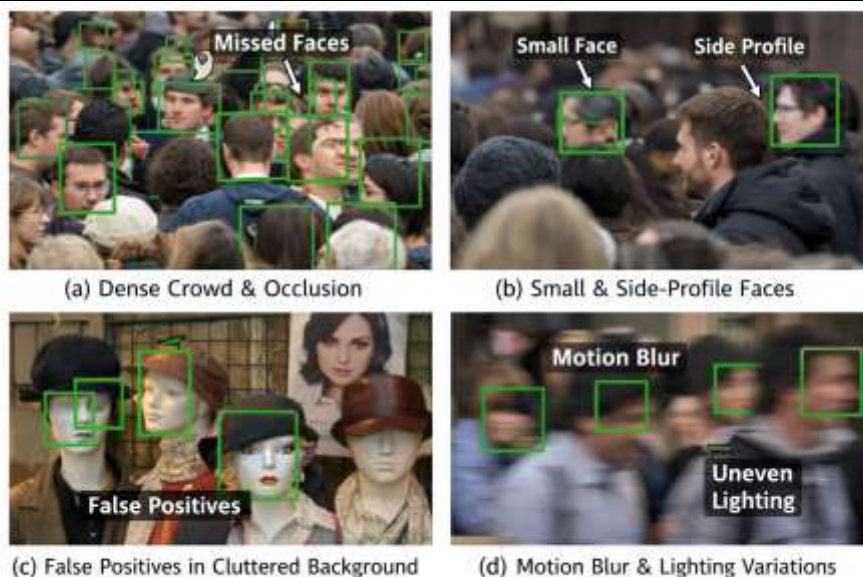 Missed Faces
(a) Dense Crowd & Occlusion
Small Face
Side Profile
(b) Small & Side-Profile Faces
False Positives
(c) False Positives in Cluttered Background
Motion Blur
Uneven
Lighting
(d) Motion Blur & Lighting Variations